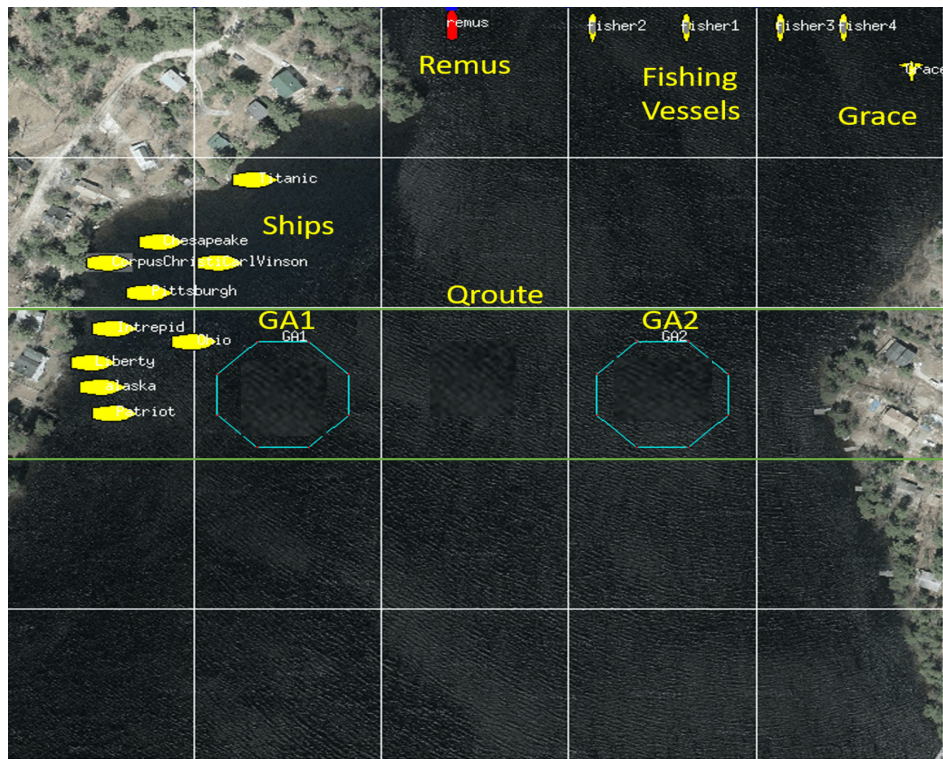 remus
fisher2
fisher1
fisher3
fisher4
Remus
Fishing
Vessels
Grace
Grace
Titanic
Ships
Chesapeake
CorpusChristi
CarlVinson
Pittsburgh
Qroute
GA1
GA2
Intrepid
Ohio
GA1
GA2
Liberty
alaska
Patriot